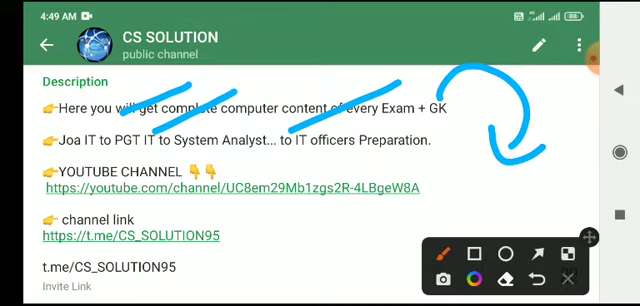 4:49 AM
CS SOLUTION
public channel
Description
👉Here you will get complete computer content of every Exam + GK
👉Joa IT to PGT IT to System Analyst... to IT officers Preparation.
👉YOUTUBE CHANNEL 👇👇
https://youtube.com/channel/UC8em29Mb1zgs2R-4LBgeW8A
👉 channel link
https://t.me/CS_SOLUTION95
t.me/CS_SOLUTION95
Invite Link